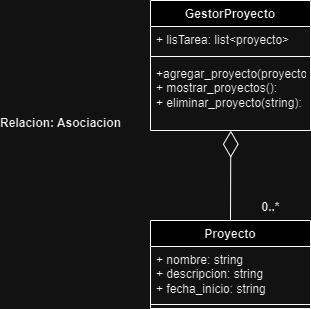 GestorProyecto
+ lisTarea: list<proyecto>
+agregar_proyecto(proyecto
+ mostrar_proyectos():
+ eliminar_proyecto(string):
Relacion: Asociacion
0..*
Proyecto
+ nombre: string
+ descripcion: string
+ fecha_inicio: string